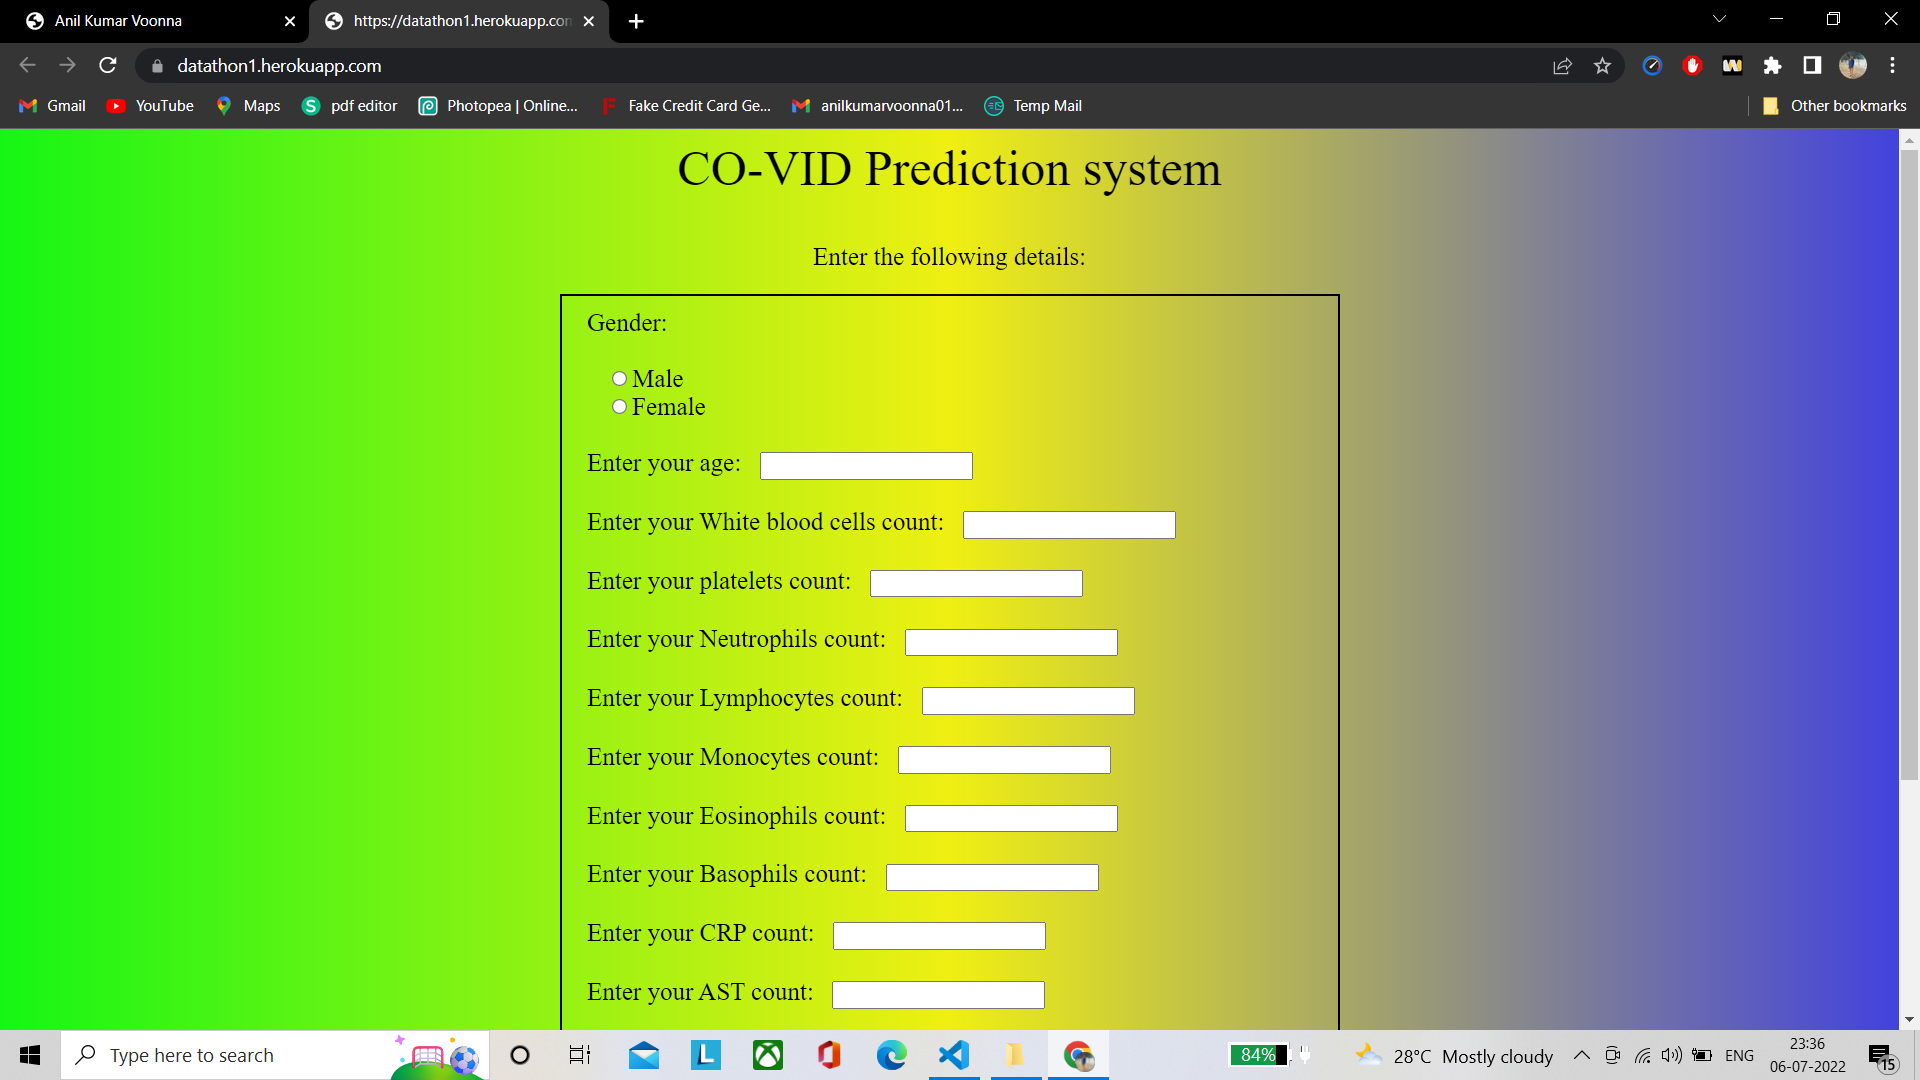 Anil Kumar Voonna
https://datathon1.herokuapp.con
datathon1.herokuapp.com
Gmail YouTube Maps S pdf editor Photopea | Online... F Fake Credit Card Ge... anilkumarvoonna01... Temp Mail Other bookmarks
CO-VID Prediction system
Enter the following details:
Gender:
Male
Female
Enter your age:
Enter your White blood cells count:
Enter your platelets count:
Enter your Neutrophils count:
Enter your Lymphocytes count:
Enter your Monocytes count:
Enter your Eosinophils count:
Enter your Basophils count:
Enter your CRP count:
Enter your AST count:
Type here to search L 84% 28°C Mostly cloudy ENG 23:36
06-07-2022 15